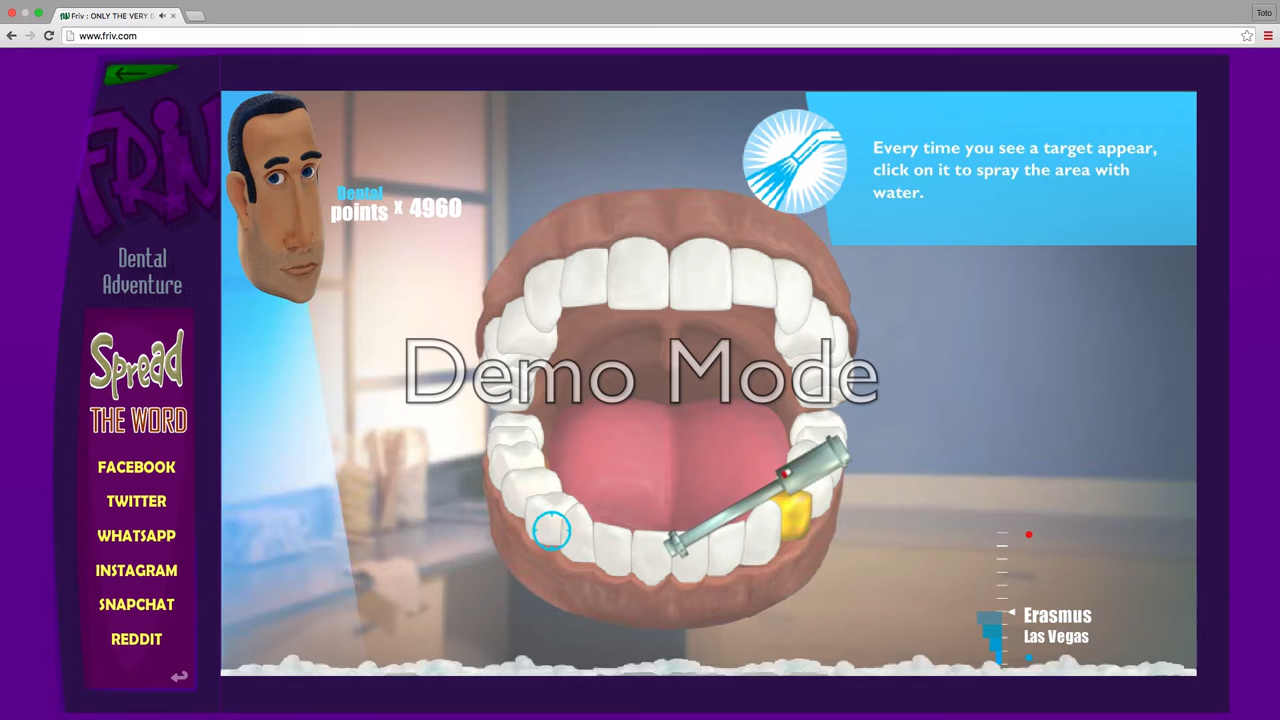 Friv : ONLY THE VERY B
Toto
www.friv.com
FRIV
Dental
Adventure
Spread
THE WORD
FACEBOOK
TWITTER
WHATSAPP
INSTAGRAM
SNAPCHAT
REDDIT
Dental
points x 4960
Every time you see a target appear,
click on it to spray the area with
water.
Demo Mode
Erasmus
Las Vegas